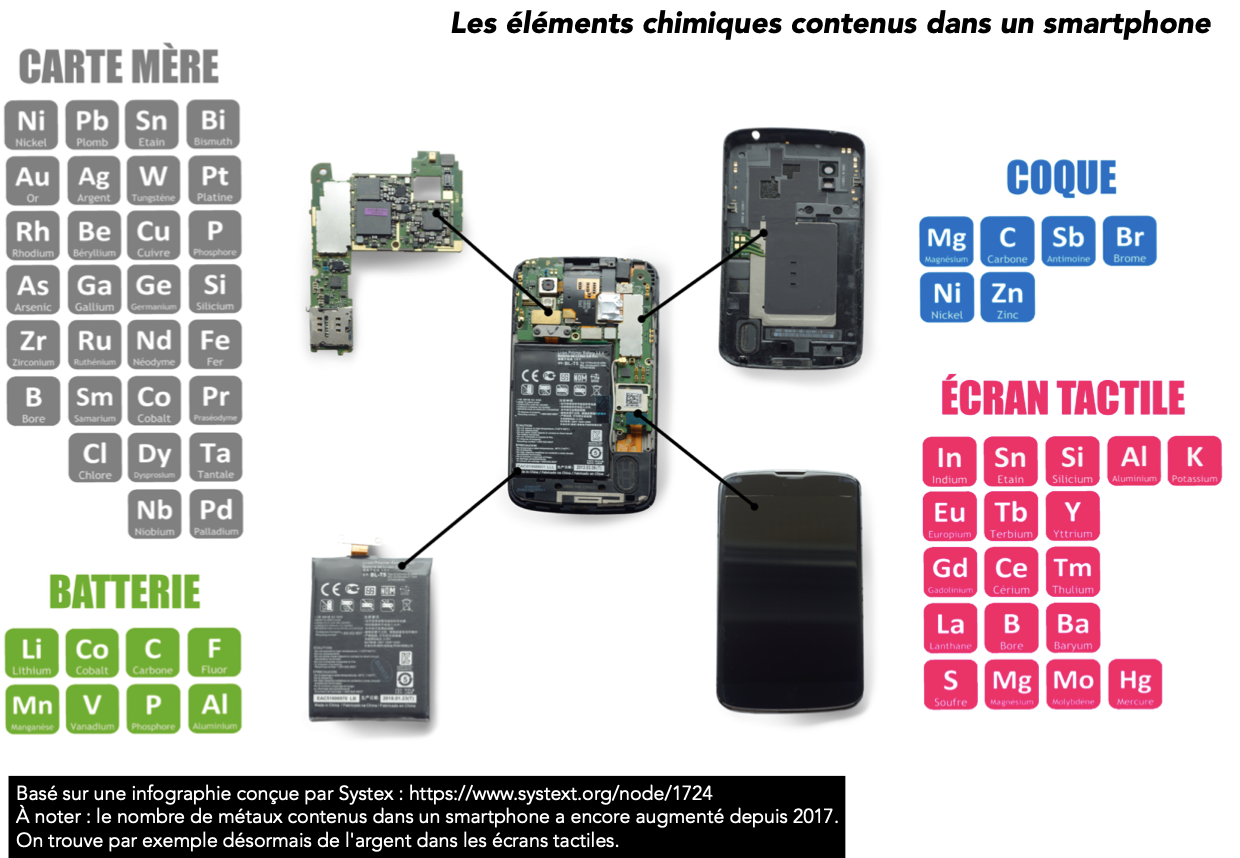 Les éléments chimiques contenus dans un smartphone
CARTE MÈRE
Ni Pb Sn Bi
Nickel Plomb Etain Bismuth
Au Ag W Pt
Or Argent Tungstène Platine
Rh Be Cu P
Rhodium Béryllium Cuivre Phosphore
As Ga Ge Si
Arsenic Gallium Germanium Silicium
Zr Ru Nd Fe
Zirconium Ruthénium Néodyme Fer
B Sm Co Pr
Bore Samarium Cobalt Praséodyme
Cl Dy Ta
Chlore Dysprosium Tantale
Nb Pd
Niobium Palladium
BATTERIE
Li Co C F
Lithium Cobalt Carbone Fluor
Mn V P Al
Manganèse Vanadium Phosphore Aluminium
COQUE
Mg C Sb Br
Magnésium Carbone Antimoine Brome
Ni Zn
Nickel Zinc
ÉCRAN TACTILE
In Sn Si Al K
Indium Etain Silicium Aluminium Potassium
Eu Tb Y
Europium Terbium Yttrium
Gd Ce Tm
Gadolinium Cérium Thulium
La B Ba
Lanthane Bore Baryum
S Mg Mo Hg
Soufre Magnésium Molybdène Mercure
BL-T5
BL-T5
Basé sur une infographie conçue par Systex : https://www.systext.org/node/1724
À noter : le nombre de métaux contenus dans un smartphone a encore augmenté depuis 2017.
On trouve par exemple désormais de l'argent dans les écrans tactiles.